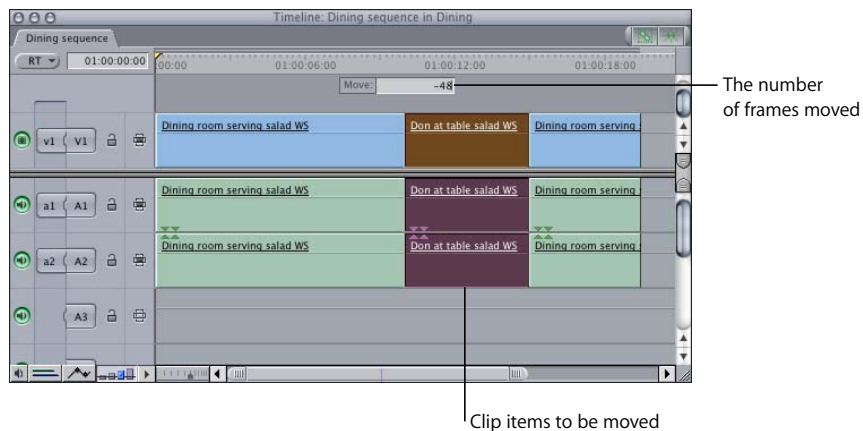 Timeline: Dining sequence in Dining
Dining sequence
RT 01:00:00:00 00:00 01:00:06:00 01:00:12:00 01:00:18:00
Move: -48
The number
of frames moved
v1 V1 Dining room serving salad WS Don at table salad WS Dining room serving
a1 A1 Dining room serving salad WS Don at table salad WS Dining room serving
a2 A2 Dining room serving salad WS Don at table salad WS Dining room serving
A3
Clip items to be moved